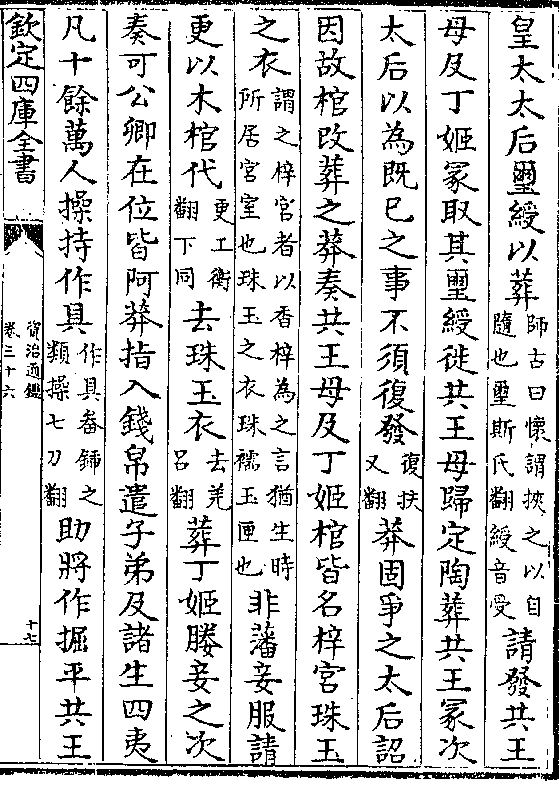 皇太太后璽綬以葬師古曰懷謂挾之以自隨也璽斯氏翻綬音受請發共王
母及丁姬冢取其璽綬徙共王母歸定陶葬共王冢次
太后以為既已之事不須復發復扶又翻莽固爭之太后詔
因故棺改葬之莽奏共王母及丁姬棺皆名梓宮珠玉
之衣謂之梓宮者以香梓為之言猶生時所居宮室也珠玉之衣珠襦玉匣也非藩妾服請
更以木棺代更工衡翻下同去珠玉衣去羌呂翻葬丁姬媵妾之次
奏可公卿在位皆阿莽指入錢帛遣子弟及諸生四夷
凡十餘萬人操持作具作具畚鍤之類操七刀翻助將作掘平共王
欽定四庫全書
資治通鑑
卷三十六
十七